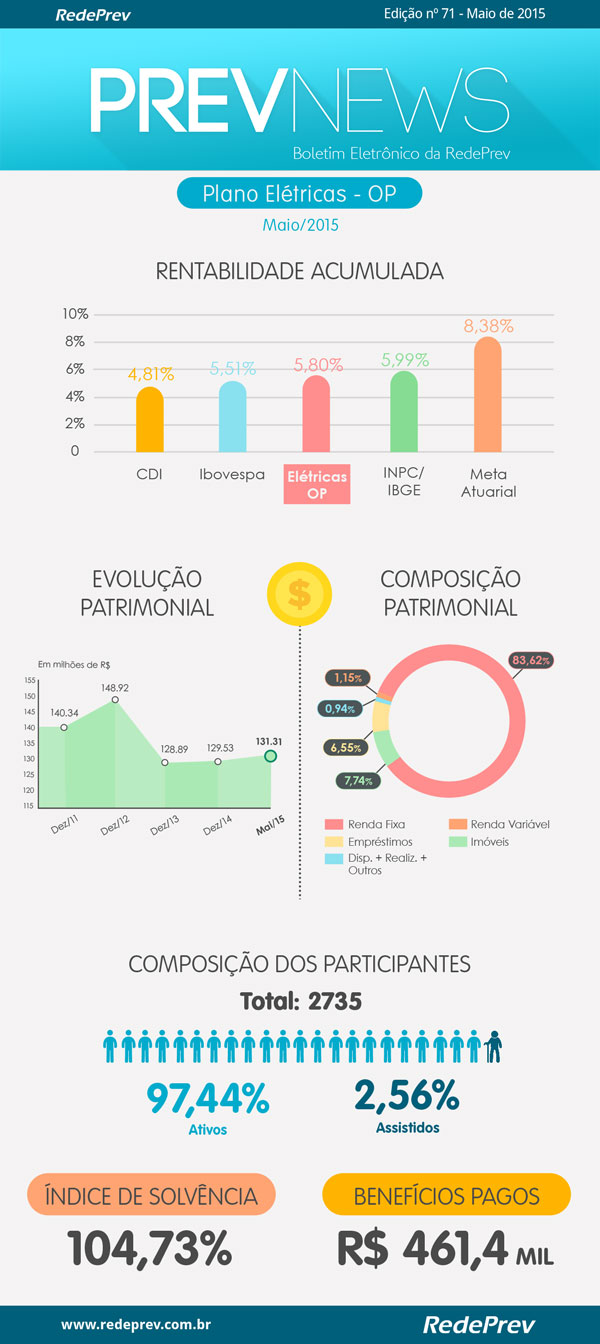 RedePrev
Edição nº 71 - Maio de 2015
PREVNEWS
Boletim Eletrônico da RedePrev
Plano Elétricas - OP
Maio/2015
RENTABILIDADE ACUMULADA
10%
8%
6%
4%
2%
0
4,81%
5,51%
5,80%
5,99%
8,38%
CDI
Ibovespa
Elétricas
OP
INPC/
IBGE
Meta
Atuarial
EVOLUÇÃO
PATRIMONIAL
$
COMPOSIÇÃO
PATRIMONIAL
Em milhões de R$
155
150
145
140
135
130
125
120
115
140.34
148.92
128.89
129.53
131.31
Dez/11
Dez/12
Dez/13
Dez/14
Mai/15
83,62%
1,15%
0,94%
6,55%
7,74%
Renda Fixa
Renda Variável
Empréstimos
Imóveis
Disp. + Realiz. +
Outros
COMPOSIÇÃO DOS PARTICIPANTES
Total: 2735
97,44%
Ativos
2,56%
Assistidos
ÍNDICE DE SOLVÊNCIA
104,73%
BENEFÍCIOS PAGOS
R$ 461,4 MIL
www.redeprev.com.br
RedePrev